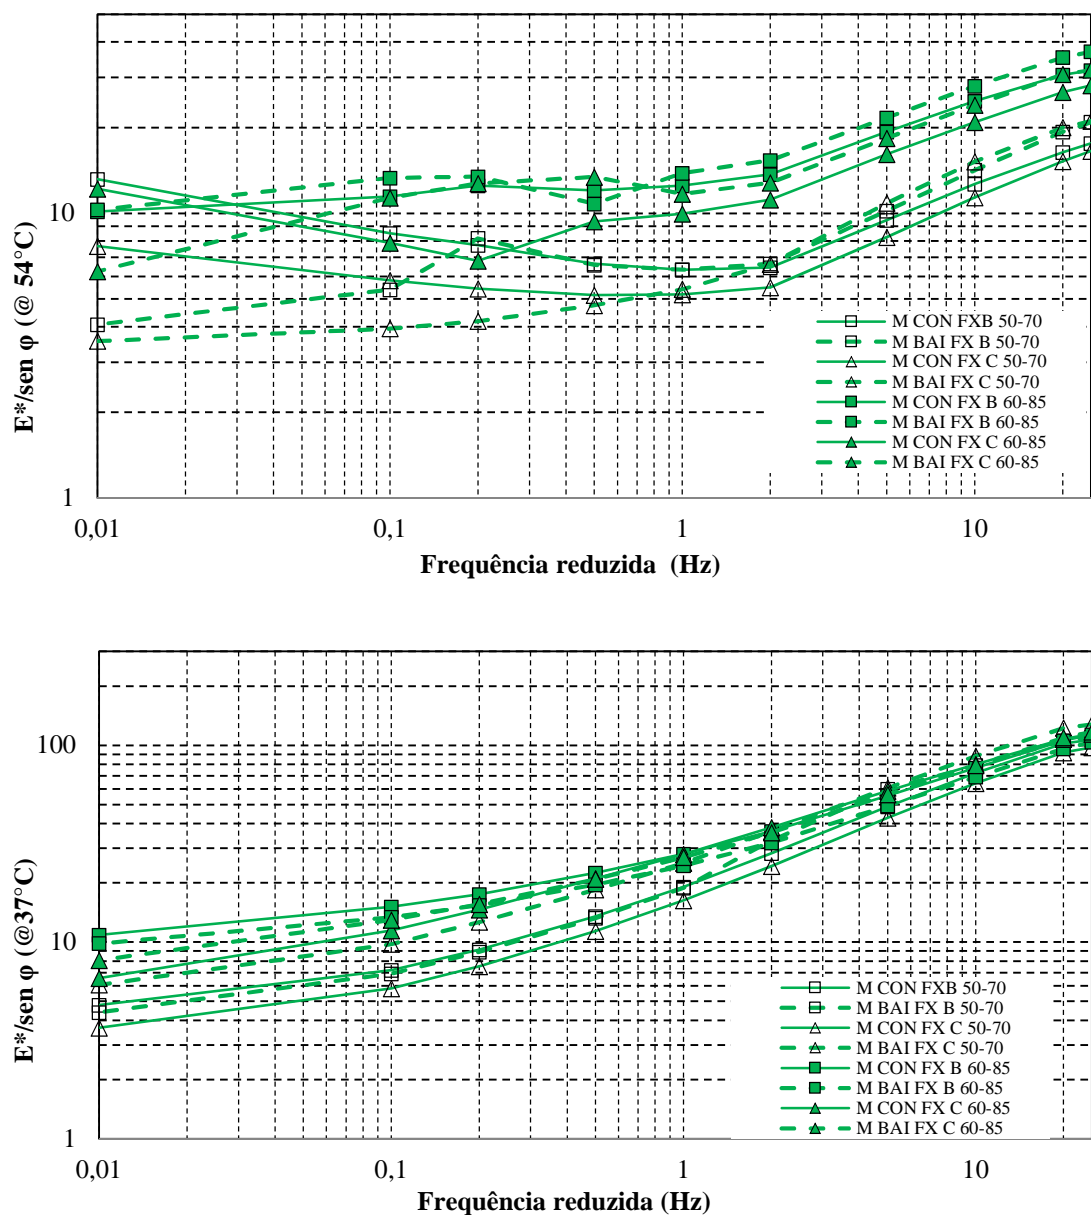 E*/sen φ (@ 54°C)
10
1
0,01
0,1
1
10
Frequência reduzida (Hz)
M CON FXB 50-70
M BAI FX B 50-70
M CON FX C 50-70
M BAI FX C 50-70
M CON FX B 60-85
M BAI FX B 60-85
M CON FX C 60-85
M BAI FX C 60-85
E*/sen φ (@37°C)
100
10
1
0,01
0,1
1
10
Frequência reduzida (Hz)
M CON FXB 50-70
M BAI FX B 50-70
M CON FX C 50-70
M BAI FX C 50-70
M CON FX B 60-85
M BAI FX B 60-85
M CON FX C 60-85
M BAI FX C 60-85